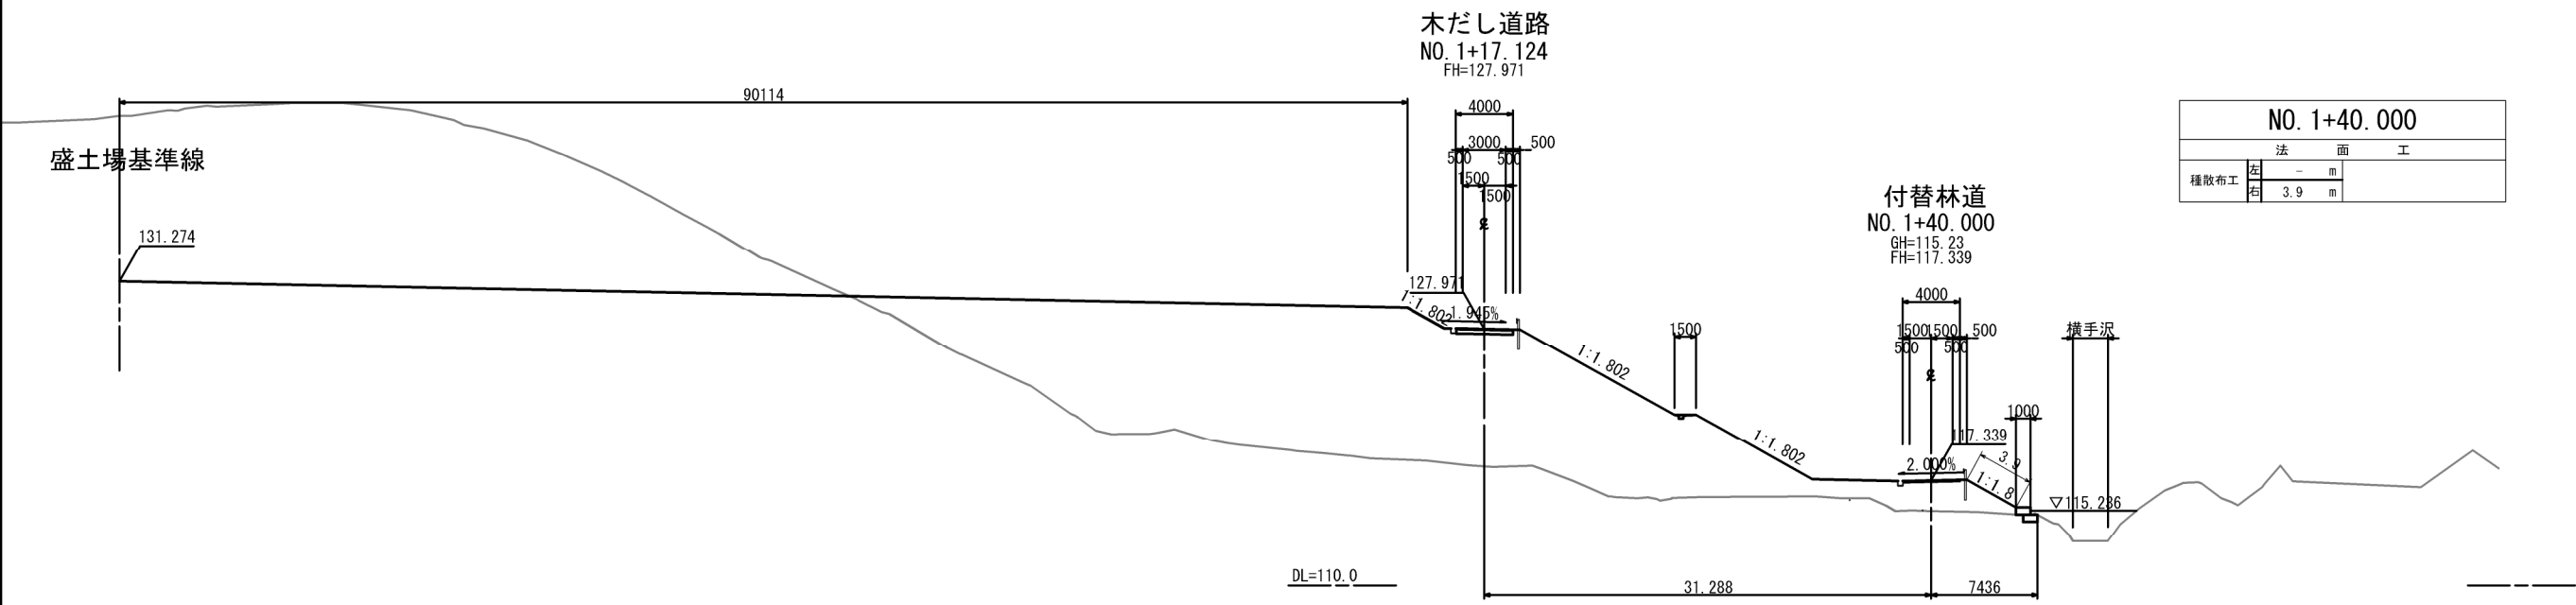 木だし道路
NO. 1+17.124
FH=127.971
90114
4000
3000
500
500
500
1500
1500
盛土場基準線
131.274
127.971
1:1.802
1.945%
1:1.802
1500
1:1.802
付替林道
NO. 1+40.000
GH=115.23
FH=117.339
4000
1500
1500
500
500
500
117.339
2.000%
3.9
1:1.8
1000
横手沢
▽115.236
DL=110.0
31.288
7436
NO. 1+40.000
法 面 工
種散布工
左 - m
右 3.9 m